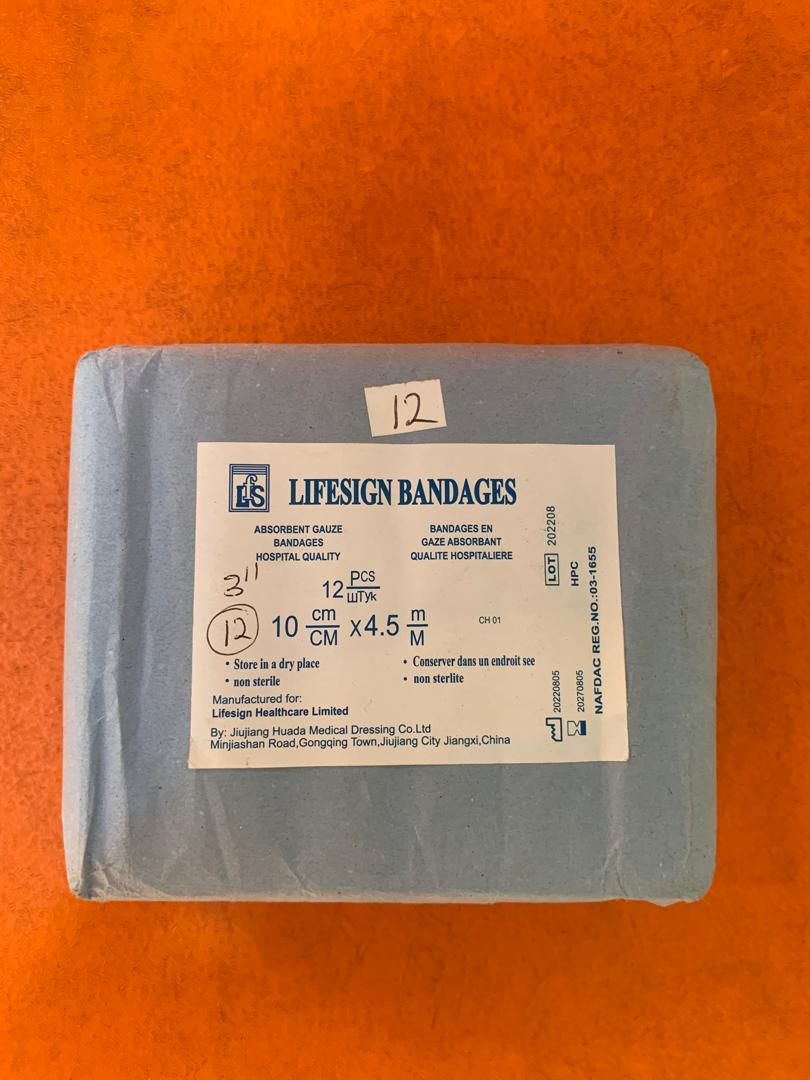 12
LfS
LIFESIGN BANDAGES
ABSORBENT GAUZE
BANDAGES
HOSPITAL QUALITY
BANDAGES EN
GAZE ABSORBANT
QUALITE HOSPITALIERE
3"
12
12 PCS
штук
10 cm x 4.5 m
СМ М
CH 01
• Store in a dry place
• non sterile
• Conserver dans un endroit see
• non sterlite
Manufactured for:
Lifesign Healthcare Limited
By: Jiujiang Huada Medical Dressing Co.Ltd
Minjiashan Road,Gongqing Town,Jiujiang City Jiangxi,China
LOT 202208
HPC
20220805
20270805
NAFDAC REG.NO.:03-1655